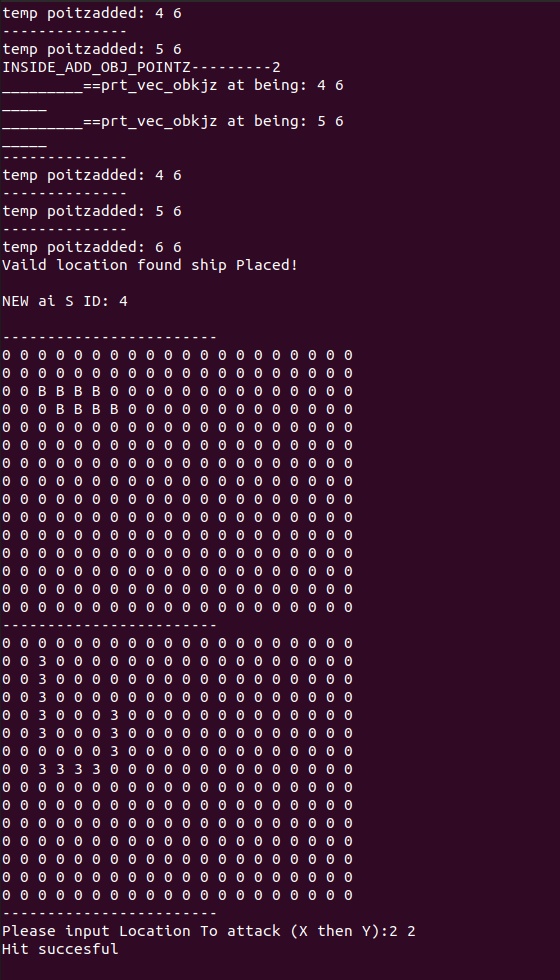 temp poitzadded: 4 6
--------------
temp poitzadded: 5 6
INSIDE_ADD_OBJ_POINTZ---------2
_________==prt_vec_obkjz at being: 4 6
_____
_________==prt_vec_obkjz at being: 5 6
_____
--------------
temp poitzadded: 4 6
--------------
temp poitzadded: 5 6
--------------
temp poitzadded: 6 6
Vaild location found ship Placed!
NEW ai S ID: 4
------------------------
0 0 0 0 0 0 0 0 0 0 0 0 0 0 0 0 0 0 0 0
0 0 0 0 0 0 0 0 0 0 0 0 0 0 0 0 0 0 0 0
0 0 B B B B 0 0 0 0 0 0 0 0 0 0 0 0 0 0
0 0 0 B B B B 0 0 0 0 0 0 0 0 0 0 0 0 0
0 0 0 0 0 0 0 0 0 0 0 0 0 0 0 0 0 0 0 0
0 0 0 0 0 0 0 0 0 0 0 0 0 0 0 0 0 0 0 0
0 0 0 0 0 0 0 0 0 0 0 0 0 0 0 0 0 0 0 0
0 0 0 0 0 0 0 0 0 0 0 0 0 0 0 0 0 0 0 0
0 0 0 0 0 0 0 0 0 0 0 0 0 0 0 0 0 0 0 0
0 0 0 0 0 0 0 0 0 0 0 0 0 0 0 0 0 0 0 0
0 0 0 0 0 0 0 0 0 0 0 0 0 0 0 0 0 0 0 0
0 0 0 0 0 0 0 0 0 0 0 0 0 0 0 0 0 0 0 0
0 0 0 0 0 0 0 0 0 0 0 0 0 0 0 0 0 0 0 0
0 0 0 0 0 0 0 0 0 0 0 0 0 0 0 0 0 0 0 0
0 0 0 0 0 0 0 0 0 0 0 0 0 0 0 0 0 0 0 0
------------------------
0 0 0 0 0 0 0 0 0 0 0 0 0 0 0 0 0 0 0 0
0 0 3 0 0 0 0 0 0 0 0 0 0 0 0 0 0 0 0 0
0 0 3 0 0 0 0 0 0 0 0 0 0 0 0 0 0 0 0 0
0 0 3 0 0 0 0 0 0 0 0 0 0 0 0 0 0 0 0 0
0 0 3 0 0 0 3 0 0 0 0 0 0 0 0 0 0 0 0 0
0 0 3 0 0 0 3 0 0 0 0 0 0 0 0 0 0 0 0 0
0 0 0 0 0 0 3 0 0 0 0 0 0 0 0 0 0 0 0 0
0 0 3 3 3 3 0 0 0 0 0 0 0 0 0 0 0 0 0 0
0 0 0 0 0 0 0 0 0 0 0 0 0 0 0 0 0 0 0 0
0 0 0 0 0 0 0 0 0 0 0 0 0 0 0 0 0 0 0 0
0 0 0 0 0 0 0 0 0 0 0 0 0 0 0 0 0 0 0 0
0 0 0 0 0 0 0 0 0 0 0 0 0 0 0 0 0 0 0 0
0 0 0 0 0 0 0 0 0 0 0 0 0 0 0 0 0 0 0 0
0 0 0 0 0 0 0 0 0 0 0 0 0 0 0 0 0 0 0 0
0 0 0 0 0 0 0 0 0 0 0 0 0 0 0 0 0 0 0 0
------------------------
Please input Location To attack (X then Y):2 2
Hit succesful